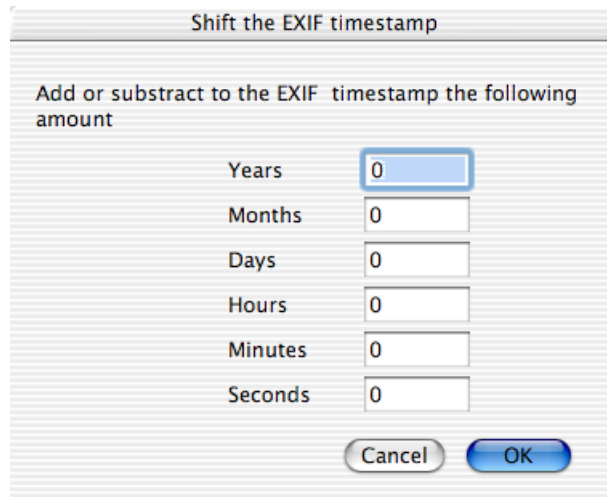 Shift the EXIF timestamp
Add or substract to the EXIF timestamp the following
amount
Years 0
Months 0
Days 0
Hours 0
Minutes 0
Seconds 0
Cancel OK